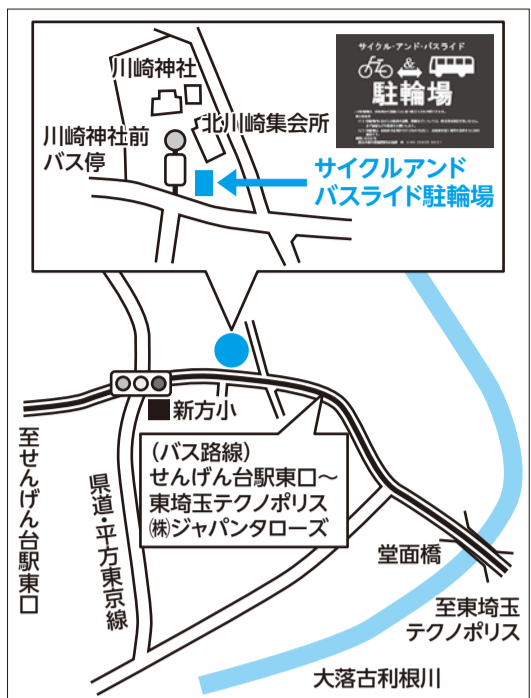 サイクル・アンド・バスライド
&
駐輪場
川崎神社
北川崎集会所
川崎神社前
バス停
サイクルアンド
バスライド駐輪場
新方小
(バス路線)
せんげん台駅東口～
東埼玉テクノポリス
㈱ジャパンタローズ
至せんげん台駅東口
県道・平方東京線
堂面橋
至東埼玉
テクノポリス
大落古利根川